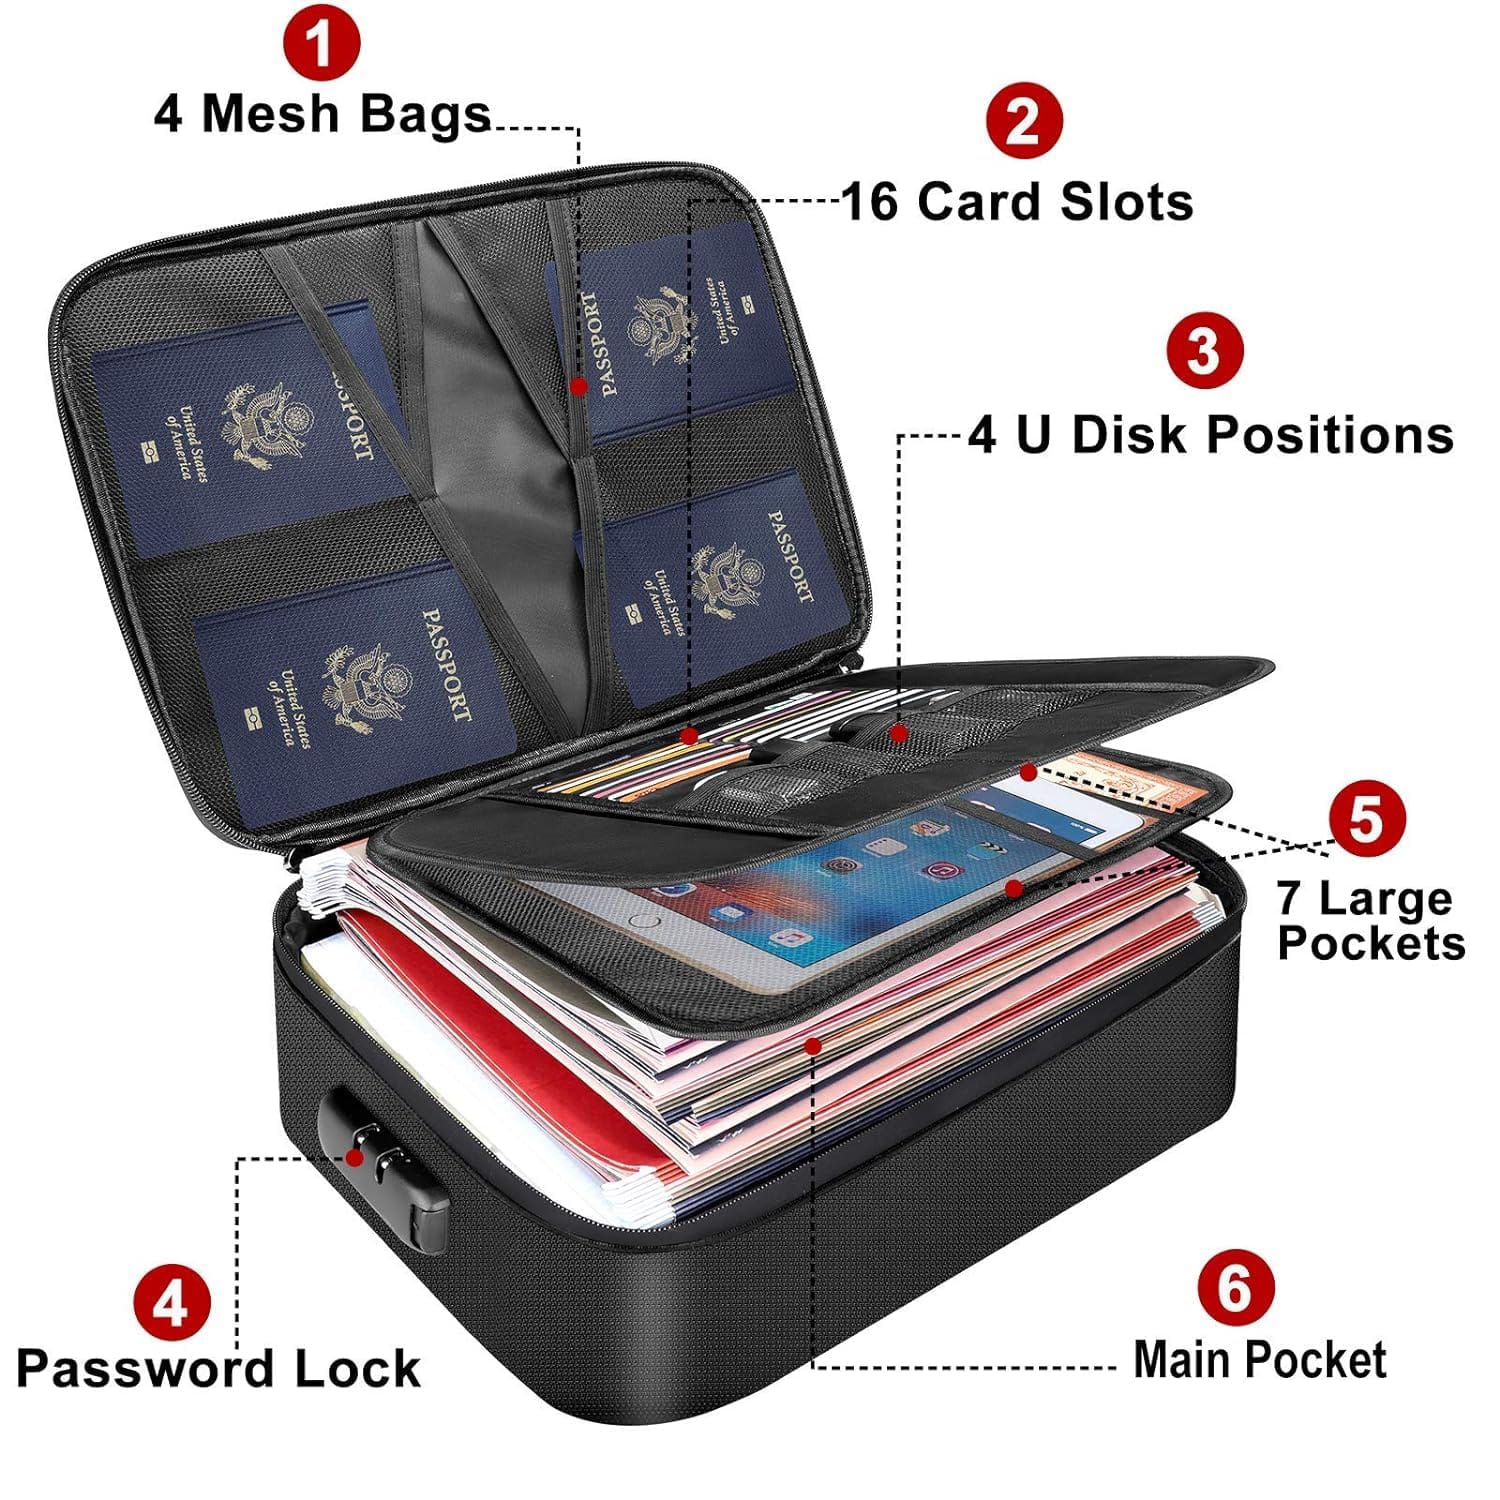 1
4 Mesh Bags
2
16 Card Slots
3
4 U Disk Positions
PASSPORT
United States
of America
SSPORT
United States
of America
PASSPORT
United States
of America
PASSPORT
United States
of America
5
7 Large
Pockets
4
Password Lock
6
Main Pocket